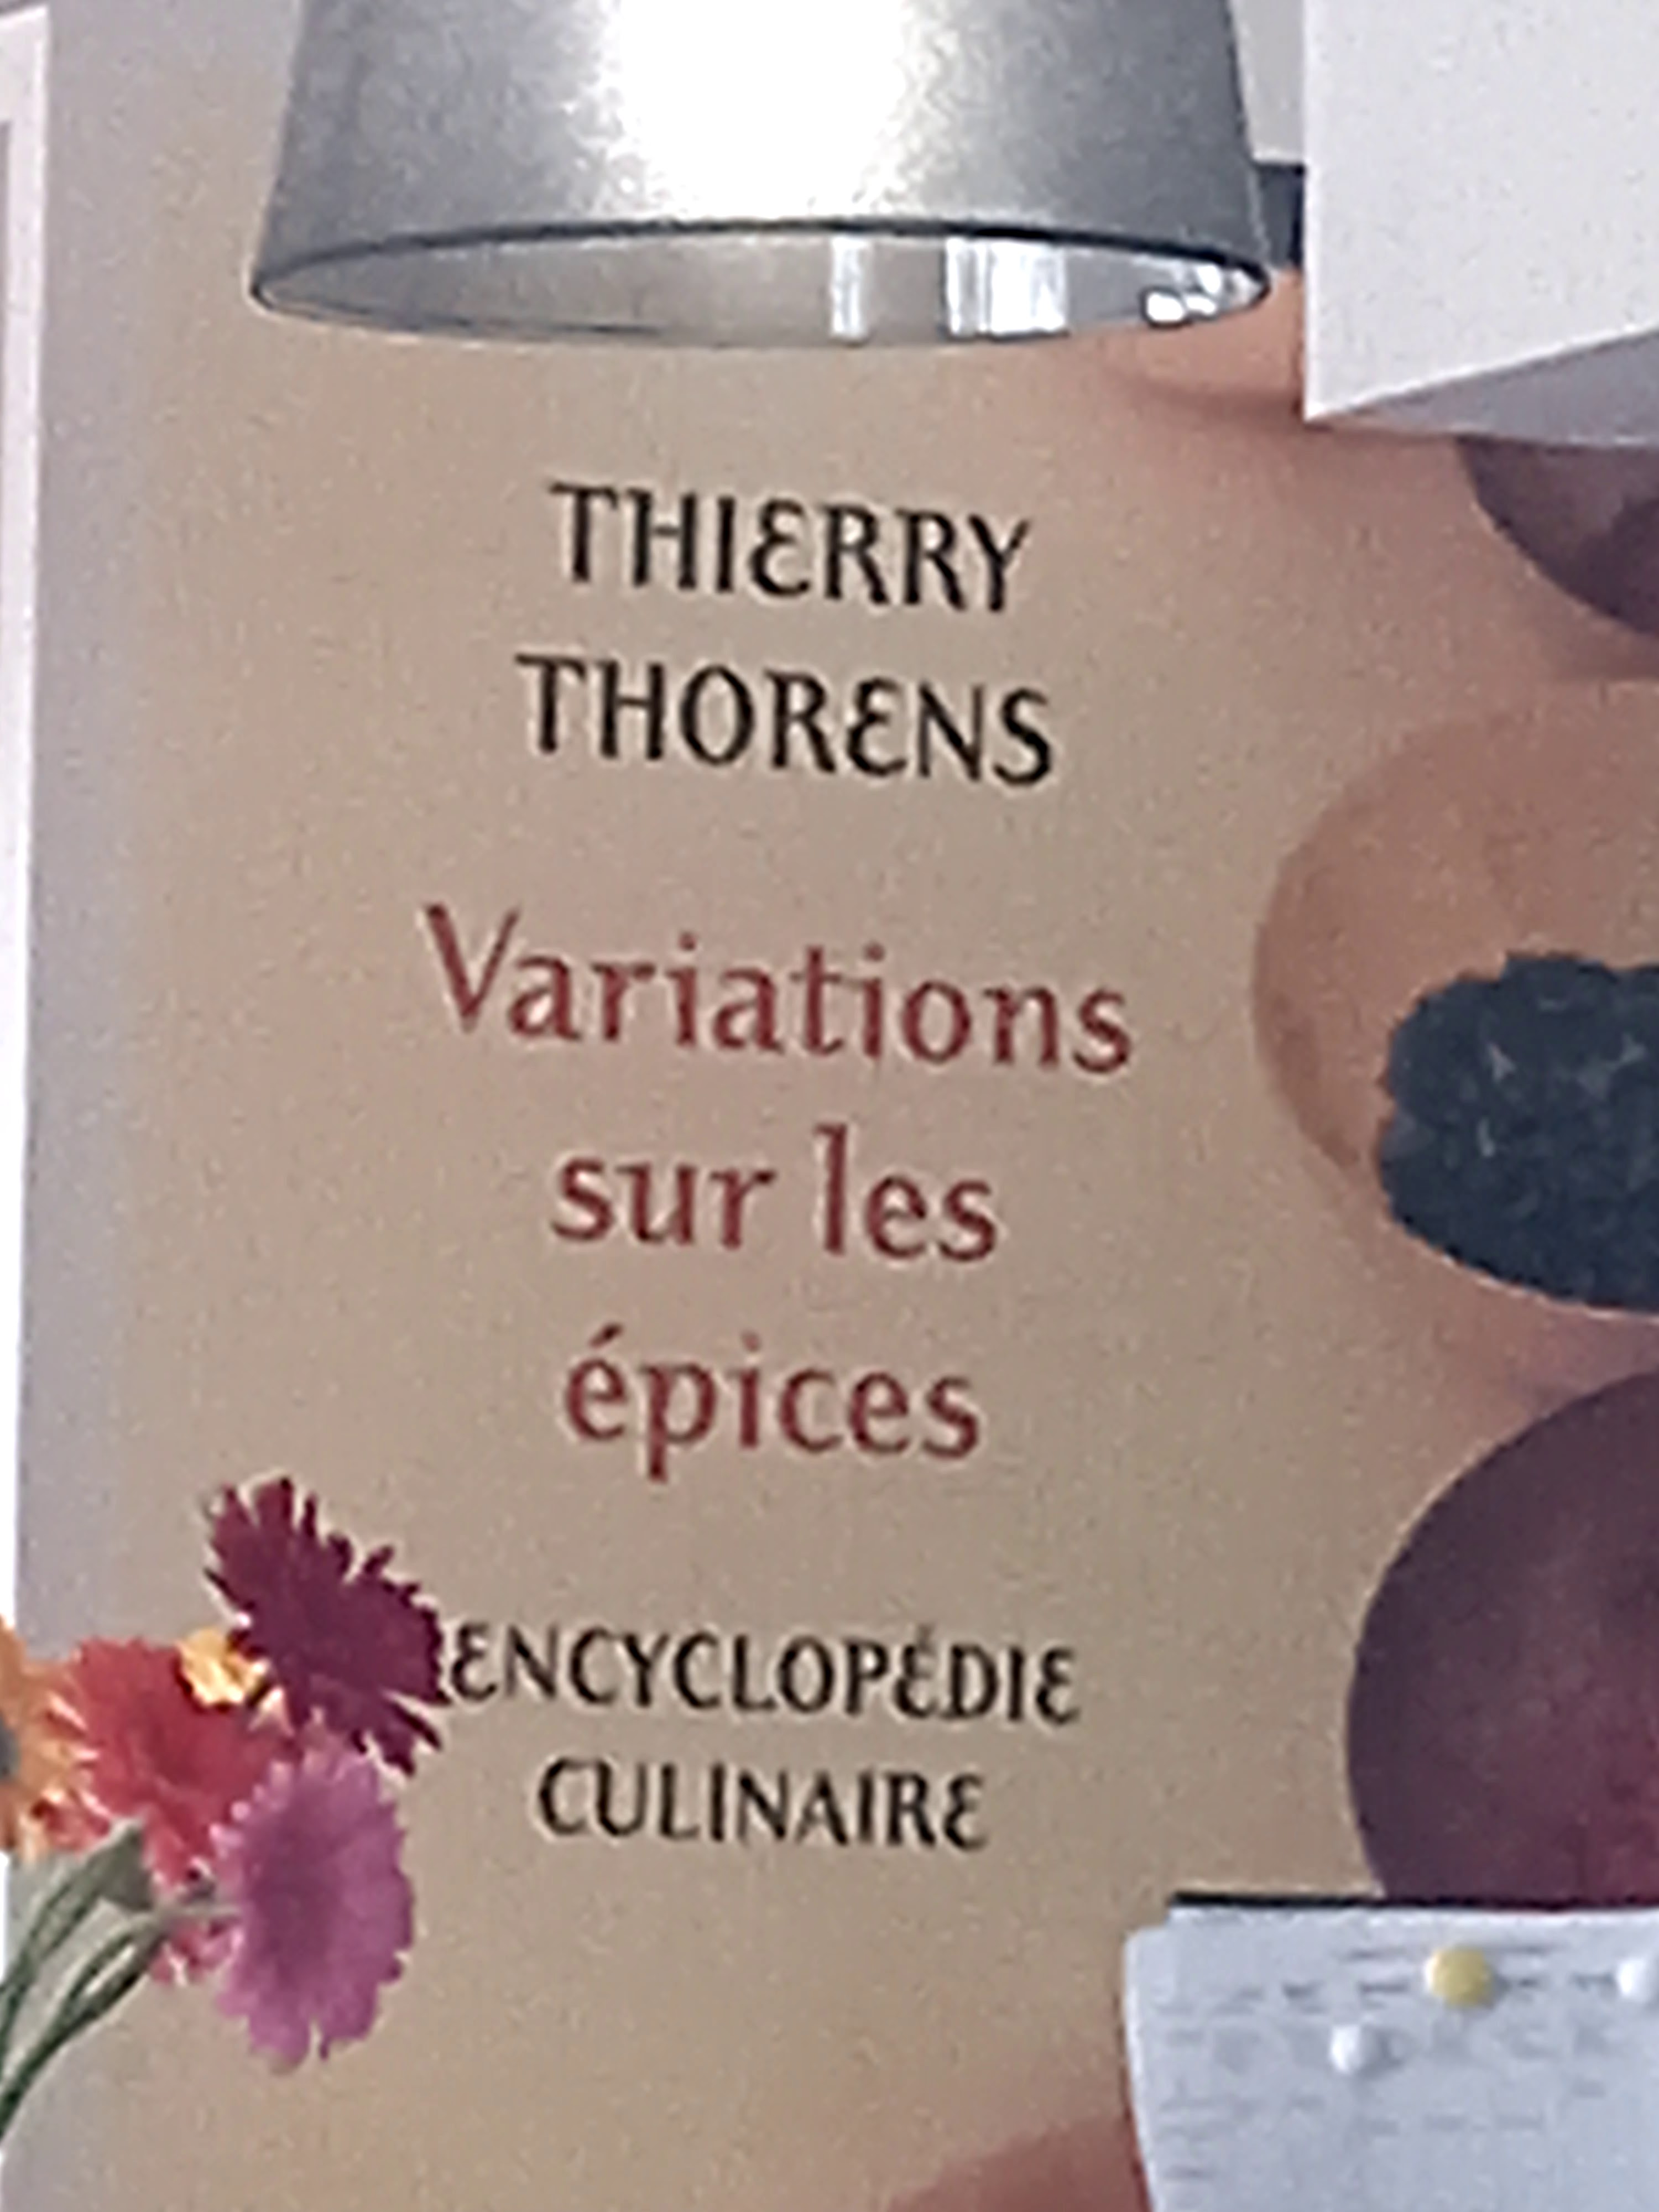 THIERRY
THORENS
Variations
sur les
épices
ENCYCLOPÉDIE
CULINAIRE